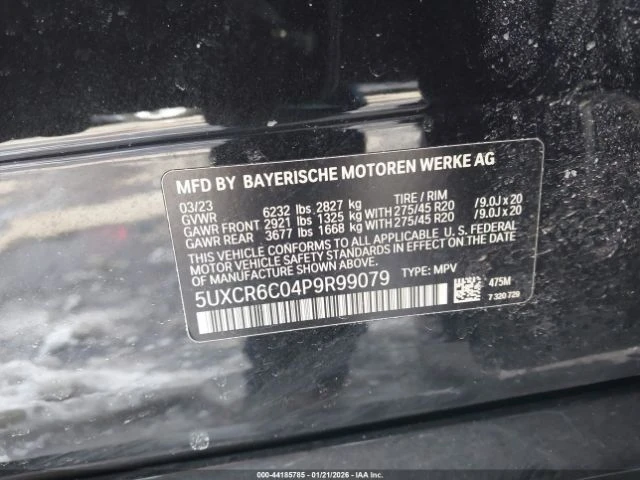 MFD BY BAYERISCHE MOTOREN WERKE AG
03/23 TIRE / RIM
GVWR 6232 lbs 2827 kg
GAWR FRONT 2921 lbs 1325 kg WITH 275/45 R20 /9.0J x 20
GAWR REAR 3677 lbs 1668 kg WITH 275/45 R20 /9.0J x 20
THIS VEHICLE CONFORMS TO ALL APPLICABLE U. S. FEDERAL
MOTOR VEHICLE SAFETY STANDARDS IN EFFECT ON THE DATE
OF MANUFACTURE SHOWN ABOVE.
5UXCR6C04P9R99079 TYPE: MPV
475M
7 320 729
000-44185785 - 01/21/2026 - IAA Inc.